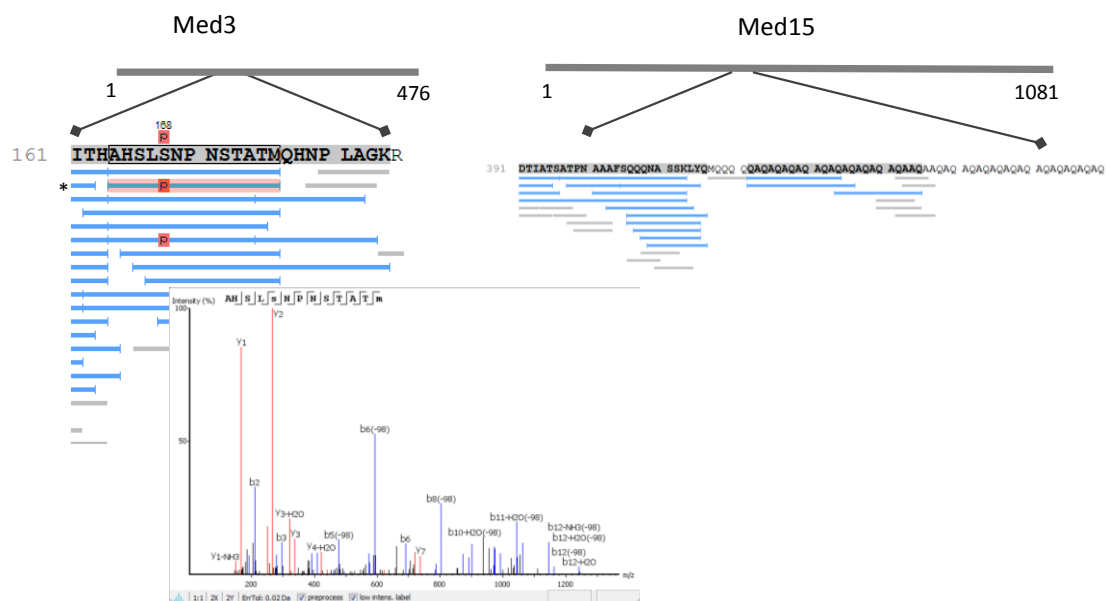 Med3
Med15
1
476
1
1081
168
p
161 ITHAHSLSNP NSTATMQHNP LAGKR
391 DTIATSATPN AAAFSQQQNA SSKLYQMQQQ QQAQAQAQAQ AQAQAQAQAQ AQAAQAAQAQ AQAQAQAQAQ AQAQAQAQAQ
*
p
p
Intensity (%)
A H S L s N P N S T A T m
100
50
y1
y2
b6(-98)
b2
b8(-98)
y3-H2O
b11-H2O(-98)
y3
b3
b5(-98)
b6
b10-H2O(-98)
b12-NH3(-98)
b12-H2O(-98)
y4-H2O
y7
y1-NH3
b12(-98)
b12-H2O
200
400
600
800
1000
1200
m/z
1:1 2X 2Y ErrTol: 0.02 Da preprocess low intens. label